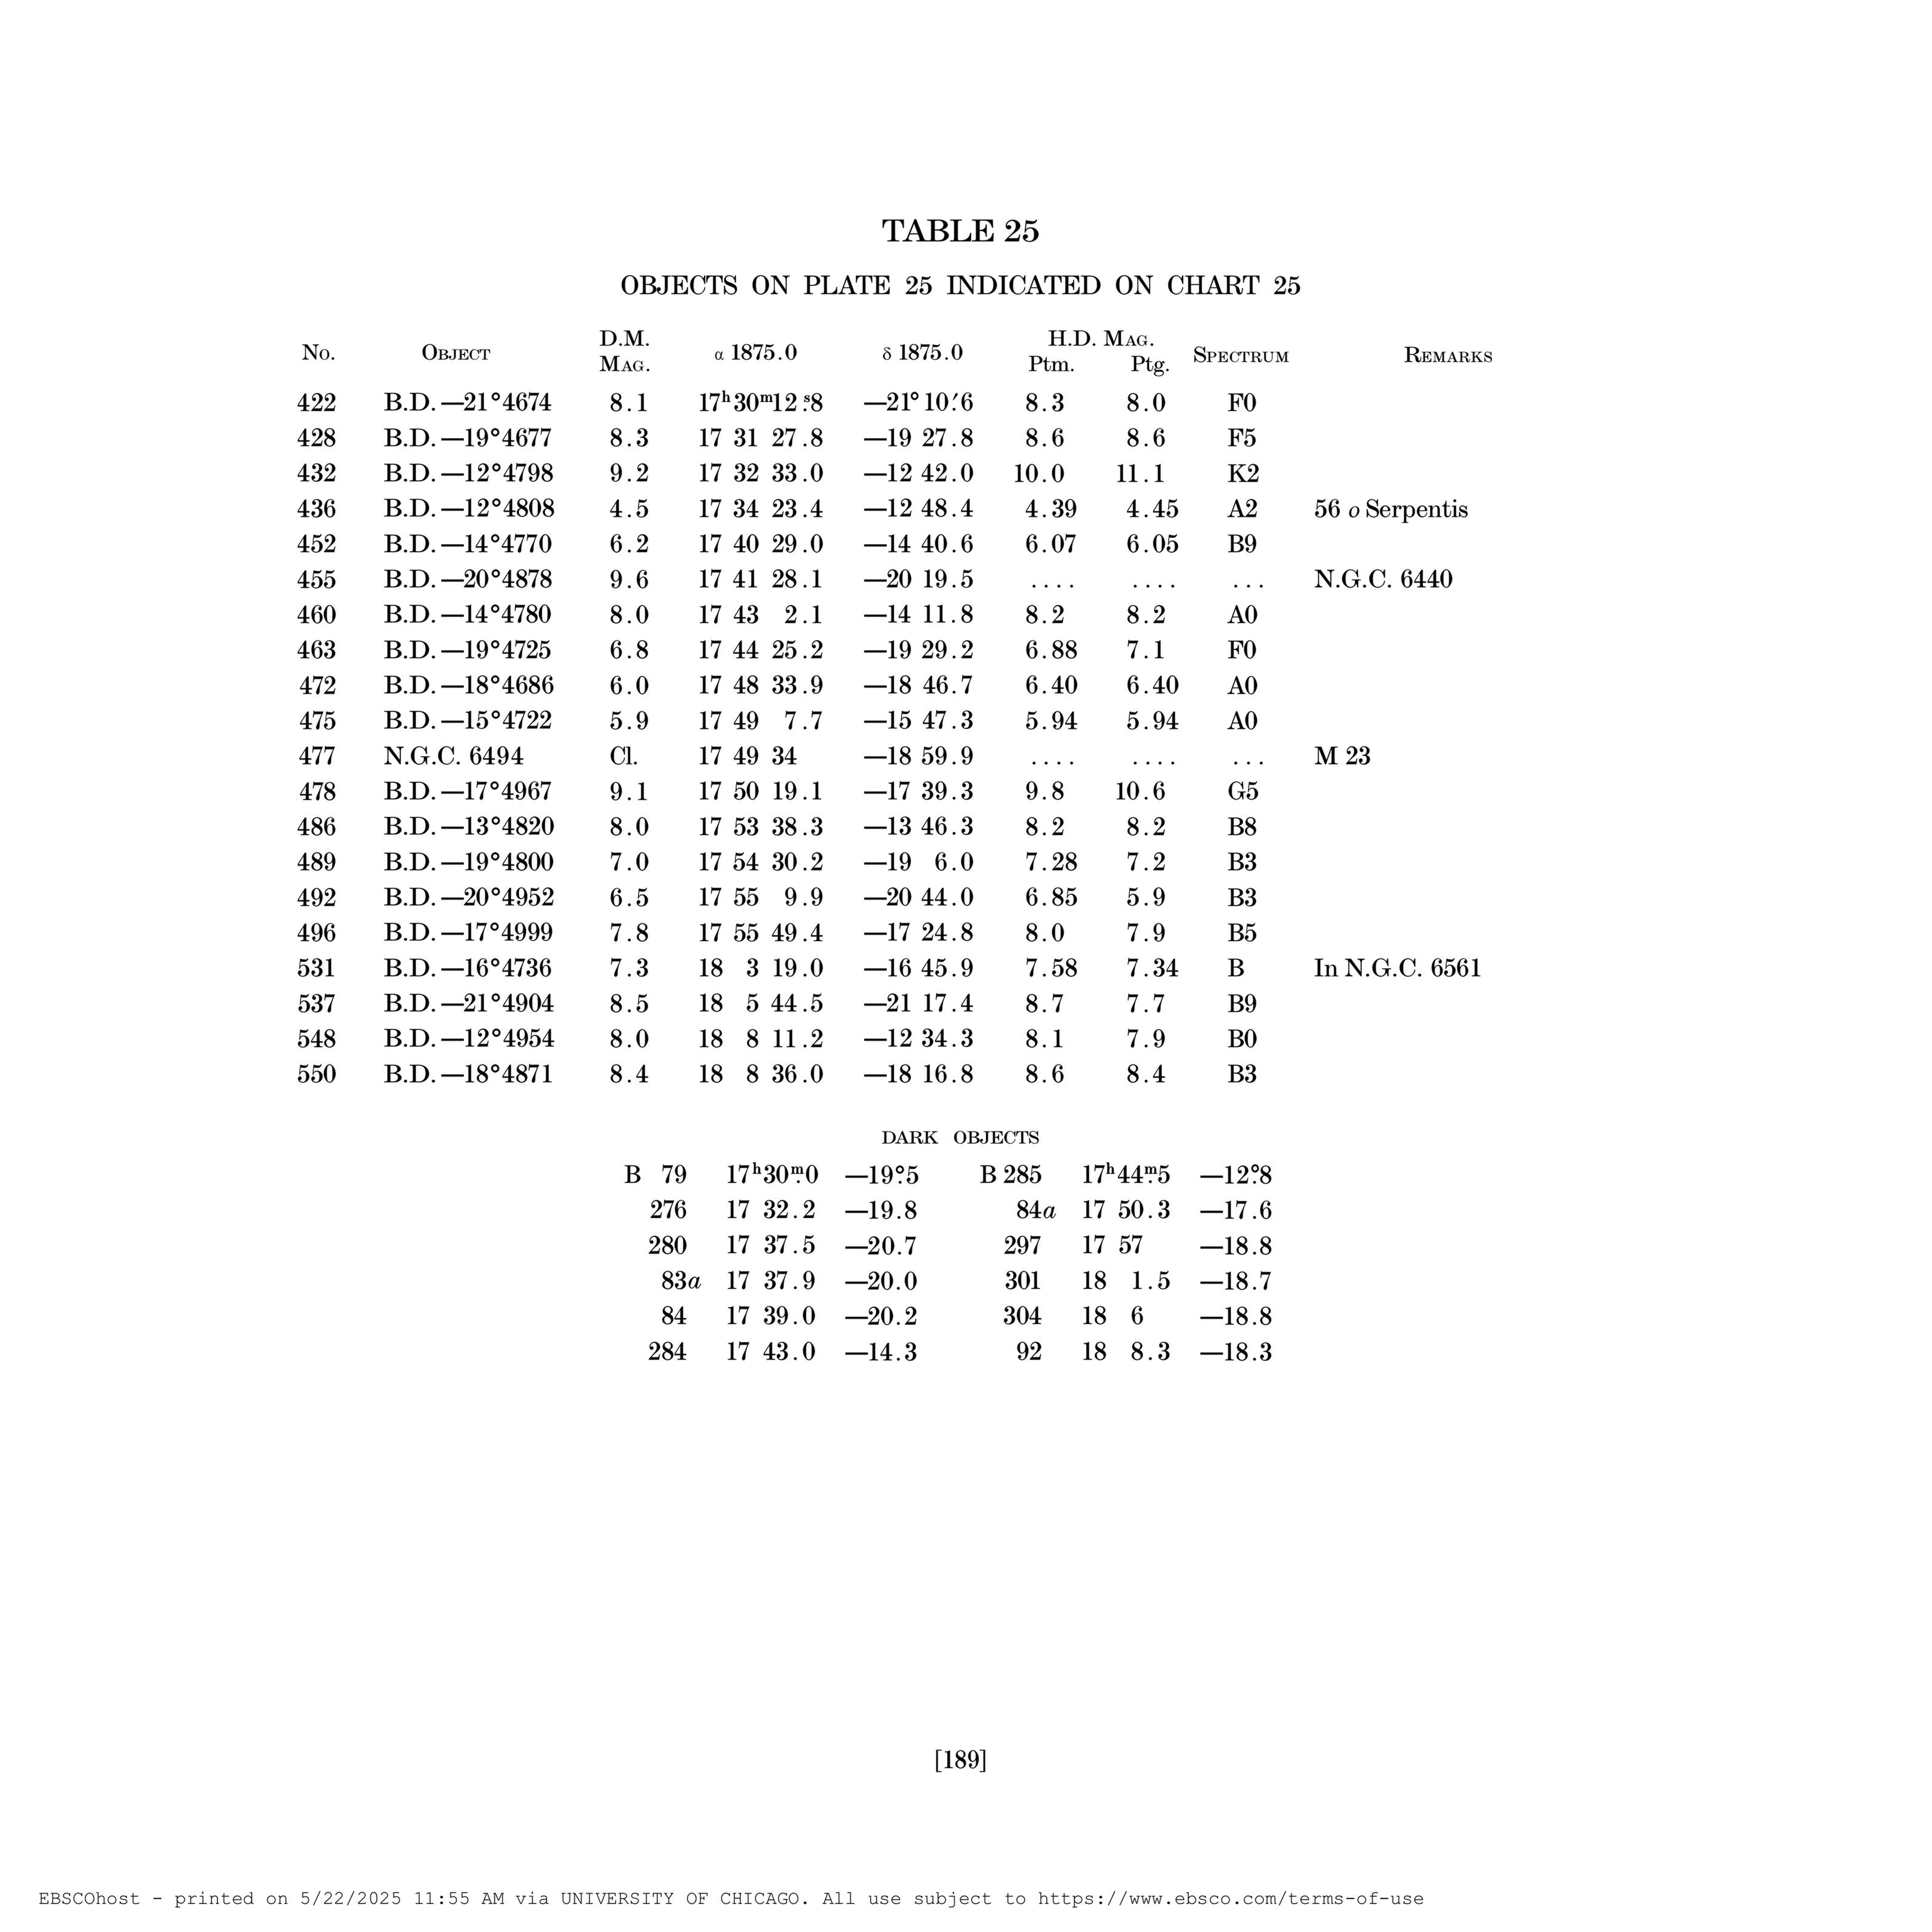 TABLE 25
OBJECTS ON PLATE 25 INDICATED ON CHART 25
No. Object D.M. Mag. α 1875.0 δ 1875.0 H.D. Mag. Ptm. Ptg. Spectrum Remarks
422 B.D. —21°4674 8.1 17ʰ30ᵐ12ˢ.8 —21°10′.6 8.3 8.0 F0
428 B.D. —19°4677 8.3 17 31 27.8 —19 27.8 8.6 8.6 F5
432 B.D. —12°4798 9.2 17 32 33.0 —12 42.0 10.0 11.1 K2
436 B.D. —12°4808 4.5 17 34 23.4 —12 48.4 4.39 4.45 A2 56 o Serpentis
452 B.D. —14°4770 6.2 17 40 29.0 —14 40.6 6.07 6.05 B9
455 B.D. —20°4878 9.6 17 41 28.1 —20 19.5 .... .... ... N.G.C. 6440
460 B.D. —14°4780 8.0 17 43 2.1 —14 11.8 8.2 8.2 A0
463 B.D. —19°4725 6.8 17 44 25.2 —19 29.2 6.88 7.1 F0
472 B.D. —18°4686 6.0 17 48 33.9 —18 46.7 6.40 6.40 A0
475 B.D. —15°4722 5.9 17 49 7.7 —15 47.3 5.94 5.94 A0
477 N.G.C. 6494 Cl. 17 49 34 —18 59.9 .... .... ... M 23
478 B.D. —17°4967 9.1 17 50 19.1 —17 39.3 9.8 10.6 G5
486 B.D. —13°4820 8.0 17 53 38.3 —13 46.3 8.2 8.2 B8
489 B.D. —19°4800 7.0 17 54 30.2 —19 6.0 7.28 7.2 B3
492 B.D. —20°4952 6.5 17 55 9.9 —20 44.0 6.85 5.9 B3
496 B.D. —17°4999 7.8 17 55 49.4 —17 24.8 8.0 7.9 B5
531 B.D. —16°4736 7.3 18 3 19.0 —16 45.9 7.58 7.34 B In N.G.C. 6561
537 B.D. —21°4904 8.5 18 5 44.5 —21 17.4 8.7 7.7 B9
548 B.D. —12°4954 8.0 18 8 11.2 —12 34.3 8.1 7.9 B0
550 B.D. —18°4871 8.4 18 8 36.0 —18 16.8 8.6 8.4 B3
DARK OBJECTS
B 79 17ʰ30ᵐ.0 —19°.5 B 285 17ʰ44ᵐ.5 —12°.8
276 17 32.2 —19.8 84a 17 50.3 —17.6
280 17 37.5 —20.7 297 17 57 —18.8
83a 17 37.9 —20.0 301 18 1.5 —18.7
84 17 39.0 —20.2 304 18 6 —18.8
284 17 43.0 —14.3 92 18 8.3 —18.3
[189]
EBSCOhost - printed on 5/22/2025 11:55 AM via UNIVERSITY OF CHICAGO. All use subject to https://www.ebsco.com/terms-of-use